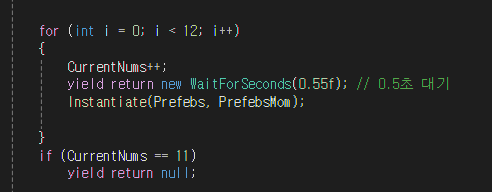 for (int i = 0; i < 12; i++)
{
CurrentNums++;
yield return new WaitForSeconds(0.55f); // 0.5초 대기
Instantiate(Prefebs, PrefebsMom);
}
if (CurrentNums == 11)
yield return null;